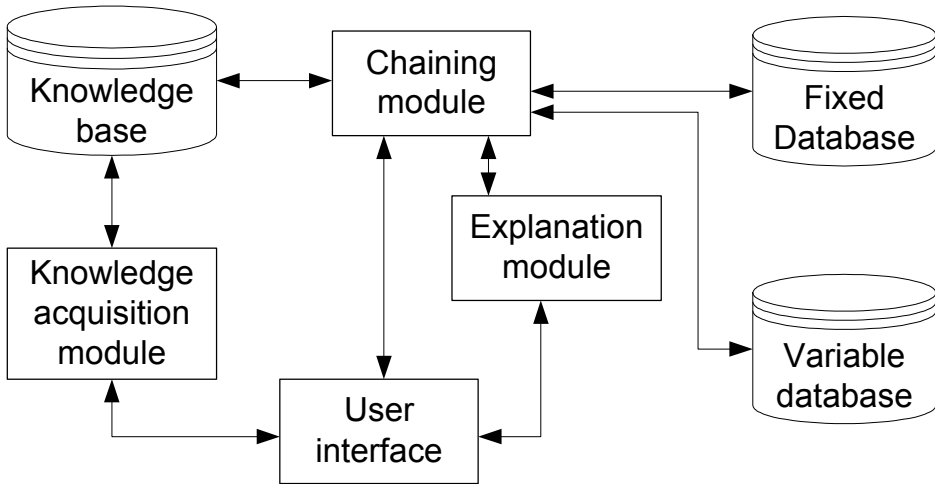 Knowledge
base
Chaining
module
Fixed
Database
Explanation
module
Knowledge
acquisition
module
Variable
database
User
interface